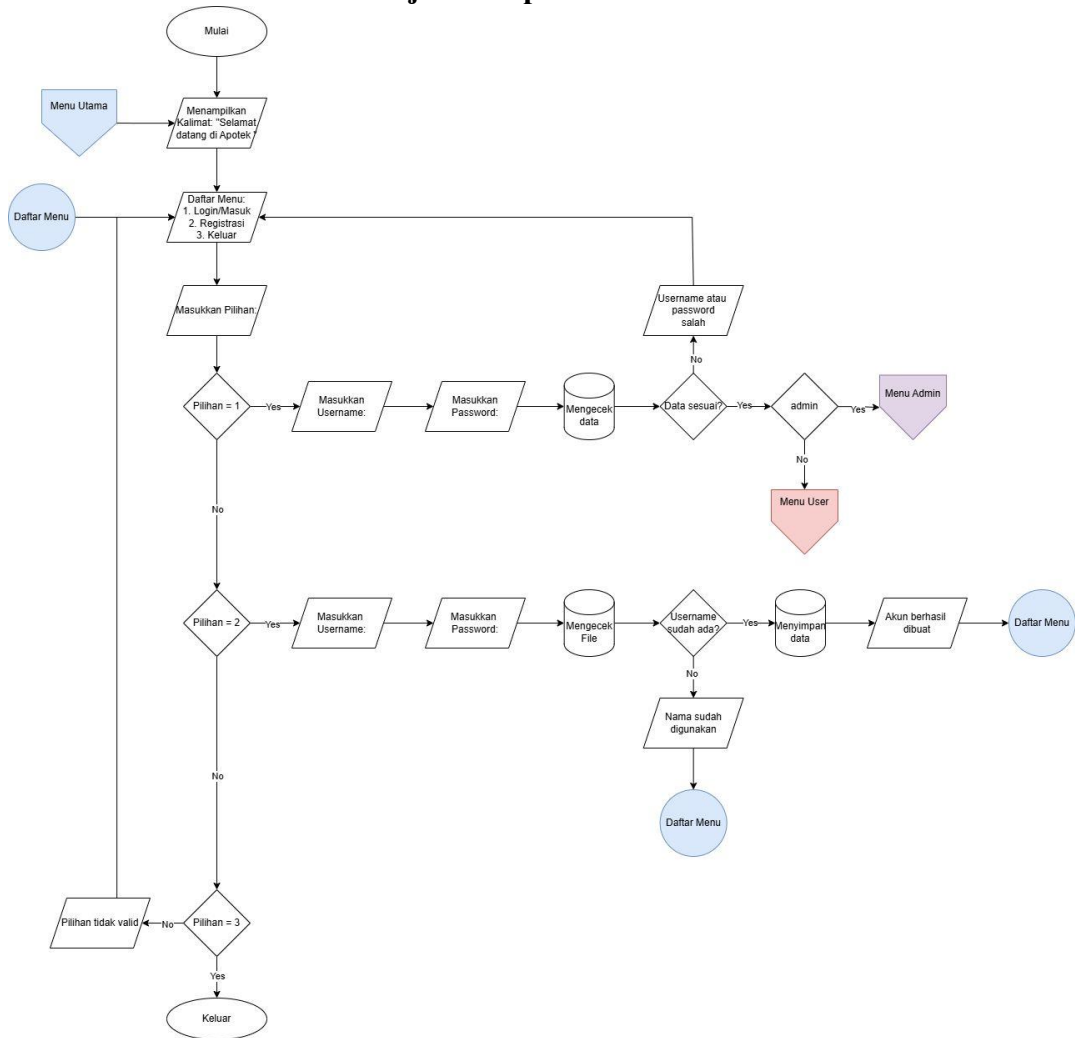 Mulai
Menu Utama
Menampilkan
Kalimat: "Selamat
datang di Apotek "
Daftar Menu
Daftar Menu:
1. Login/Masuk
2. Registrasi
3. Keluar
Masukkan Pilihan:
Username atau
password
salah
No
Pilihan = 1
Yes
Masukkan
Username:
Masukkan
Password:
Mengecek
data
Data sesuai?
Yes
admin
Yes
Menu Admin
No
Menu User
No
Pilihan = 2
Yes
Masukkan
Username:
Masukkan
Password:
Mengecek
File
Username
sudah ada?
Yes
Menyimpan
data
Akun berhasil
dibuat
Daftar Menu
No
Nama sudah
digunakan
Daftar Menu
No
Pilihan tidak valid
No
Pilihan = 3
Yes
Keluar